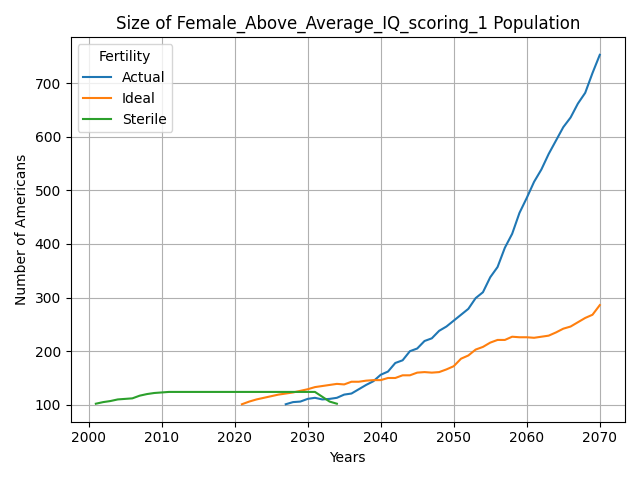 Size of Female_Above_Average_IQ_scoring_1 Population
Fertility
Actual
Ideal
Sterile
Number of Americans
700
600
500
400
300
200
100
2000 2010 2020 2030 2040 2050 2060 2070
Years